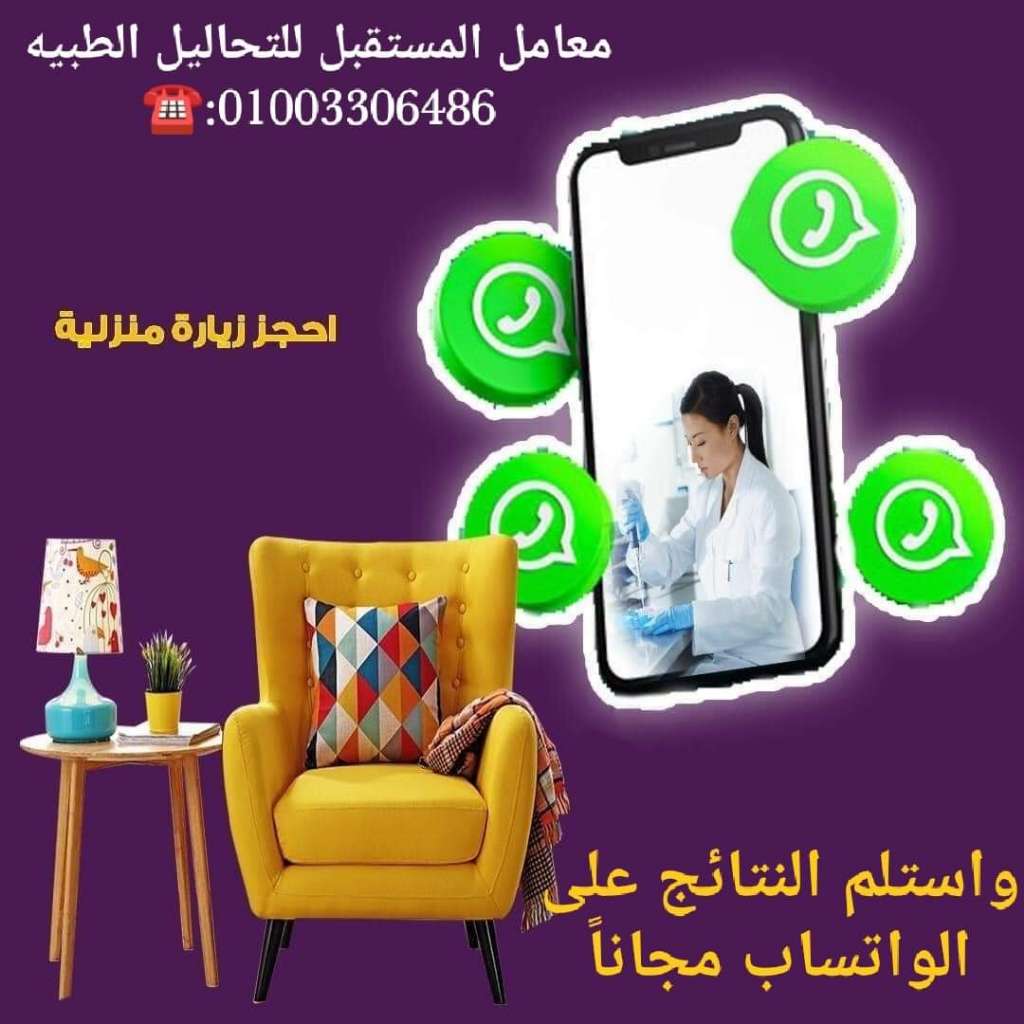 معامل المستقبل للتحاليل الطبيه
☎️:01003306486
احجز زيارة منزلية
واستلم النتائج على
الواتساب مجاناً